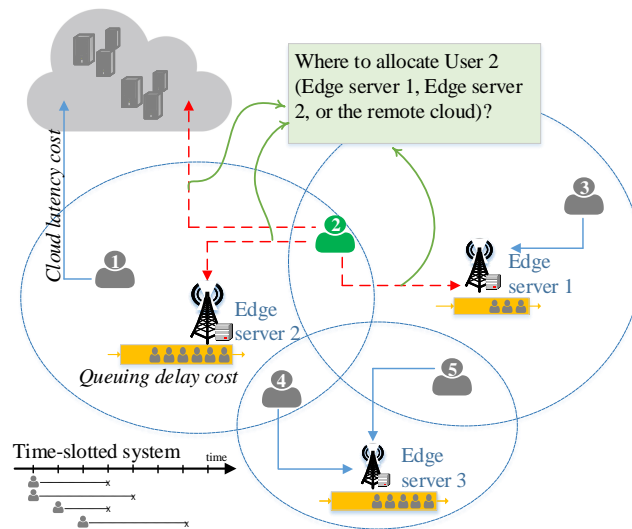 Where to allocate User 2
(Edge server 1, Edge server
2, or the remote cloud)?
Cloud latency cost
3
2
1
Edge
server 1
Edge
server 2
Queuing delay cost
4
5
Edge
server 3
Time-slotted system
time
x
x
x
x